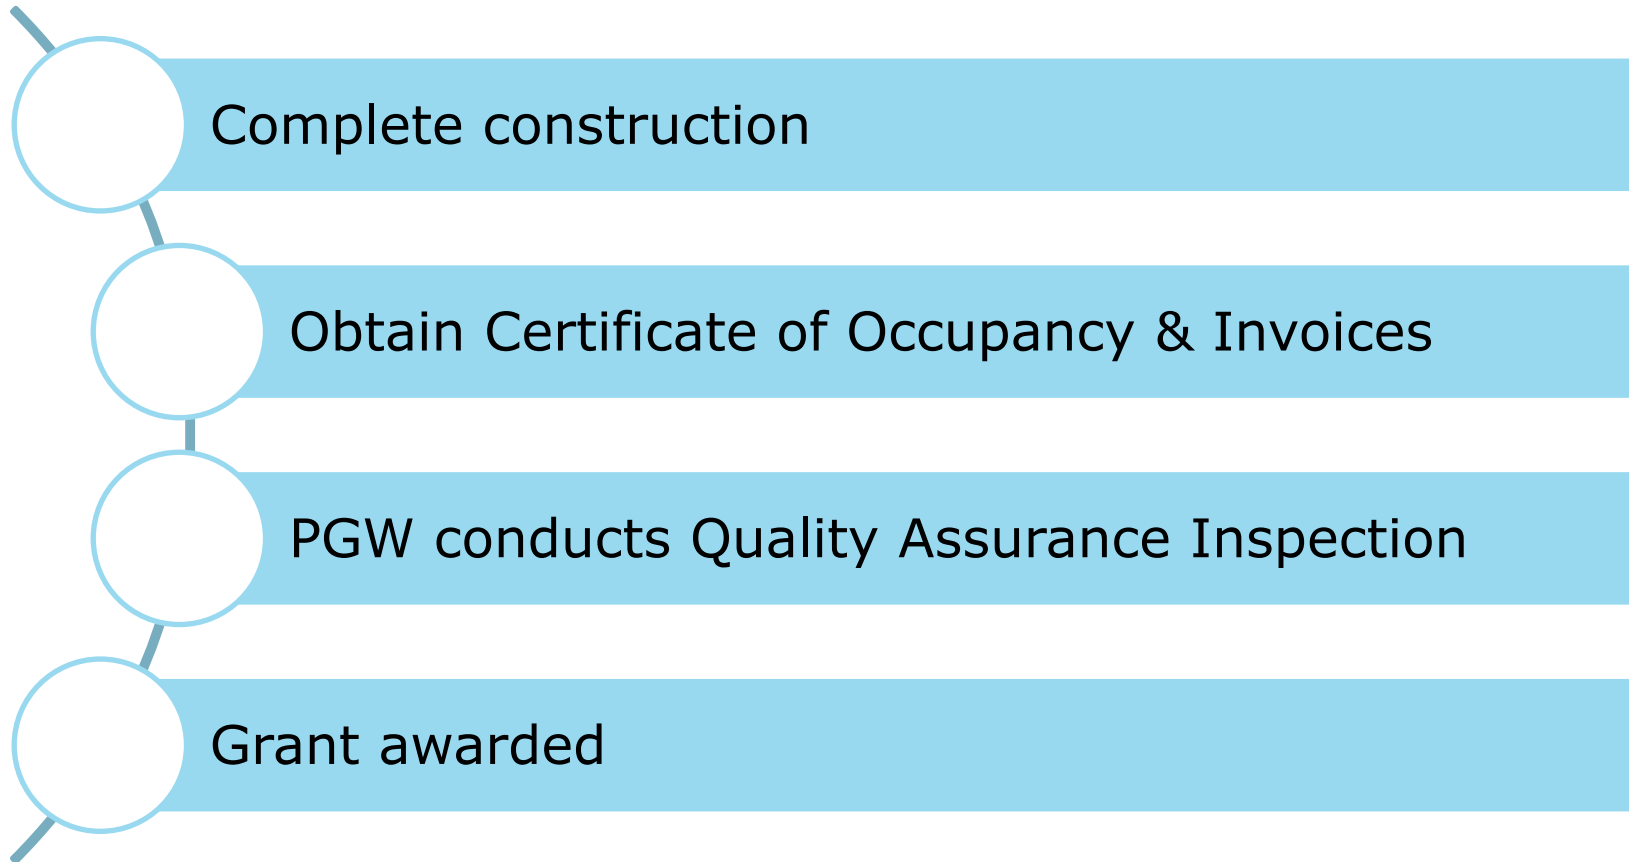 Complete construction
Obtain Certificate of Occupancy & Invoices
PGW conducts Quality Assurance Inspection
Grant awarded